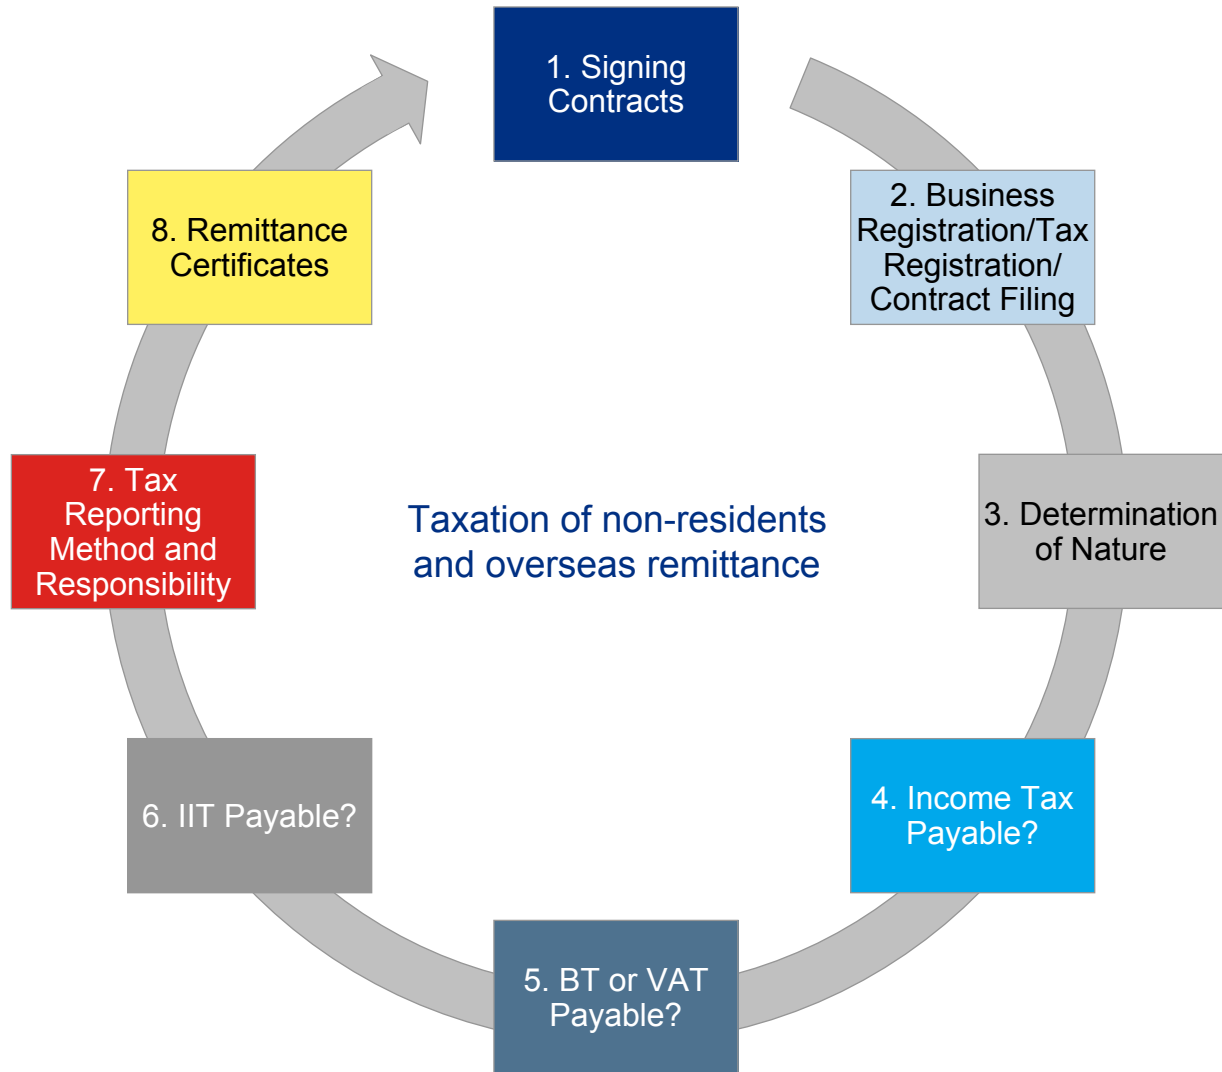 1. Signing
Contracts
2. Business
Registration/Tax
Registration/
Contract Filing
3. Determination
of Nature
4. Income Tax
Payable?
5. BT or VAT
Payable?
6. IIT Payable?
7. Tax
Reporting
Method and
Responsibility
8. Remittance
Certificates
Taxation of non-residents
and overseas remittance